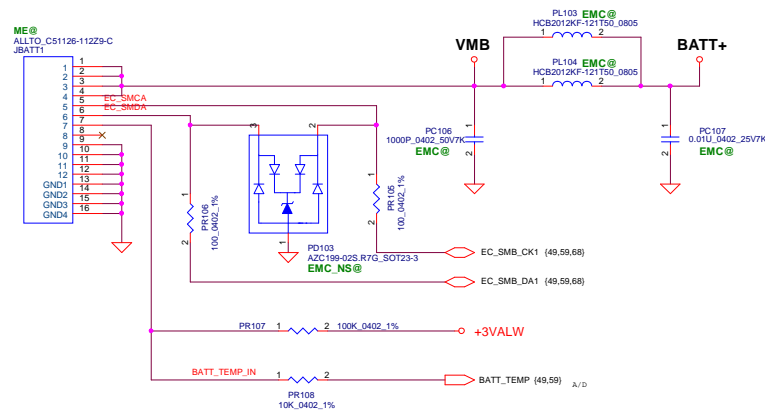 ME@
ALLTO_C51126-112Z9-C
JBATT1
1
2
3
4
5
6
7
8
9
10
11
12
GND1
GND2
GND3
GND4
1
2
3
4
5
6
7
8
9
10
11
12
13
14
15
16
EC_SMCA
EC_SMDA
VMB
PL103
EMC@
HCB2012KF-121T50_0805
1
2
PL104
EMC@
HCB2012KF-121T50_0805
1
2
BATT+
PC106
1000P_0402_50V7K
EMC@
1
2
PC107
0.01U_0402_25V7K
EMC@
1
2
3
2
1
PD103
AZC199-02S.R7G_SOT23-3
EMC_NS@
1
2
PR106
100_0402_1%
1
2
PR105
100_0402_1%
EC_SMB_CK1 {49,59,68}
EC_SMB_DA1 {49,59,68}
PR107
1
2
100K_0402_1%
+3VALW
BATT_TEMP_IN
1
2
PR108
10K_0402_1%
BATT_TEMP {49,59}
A/D